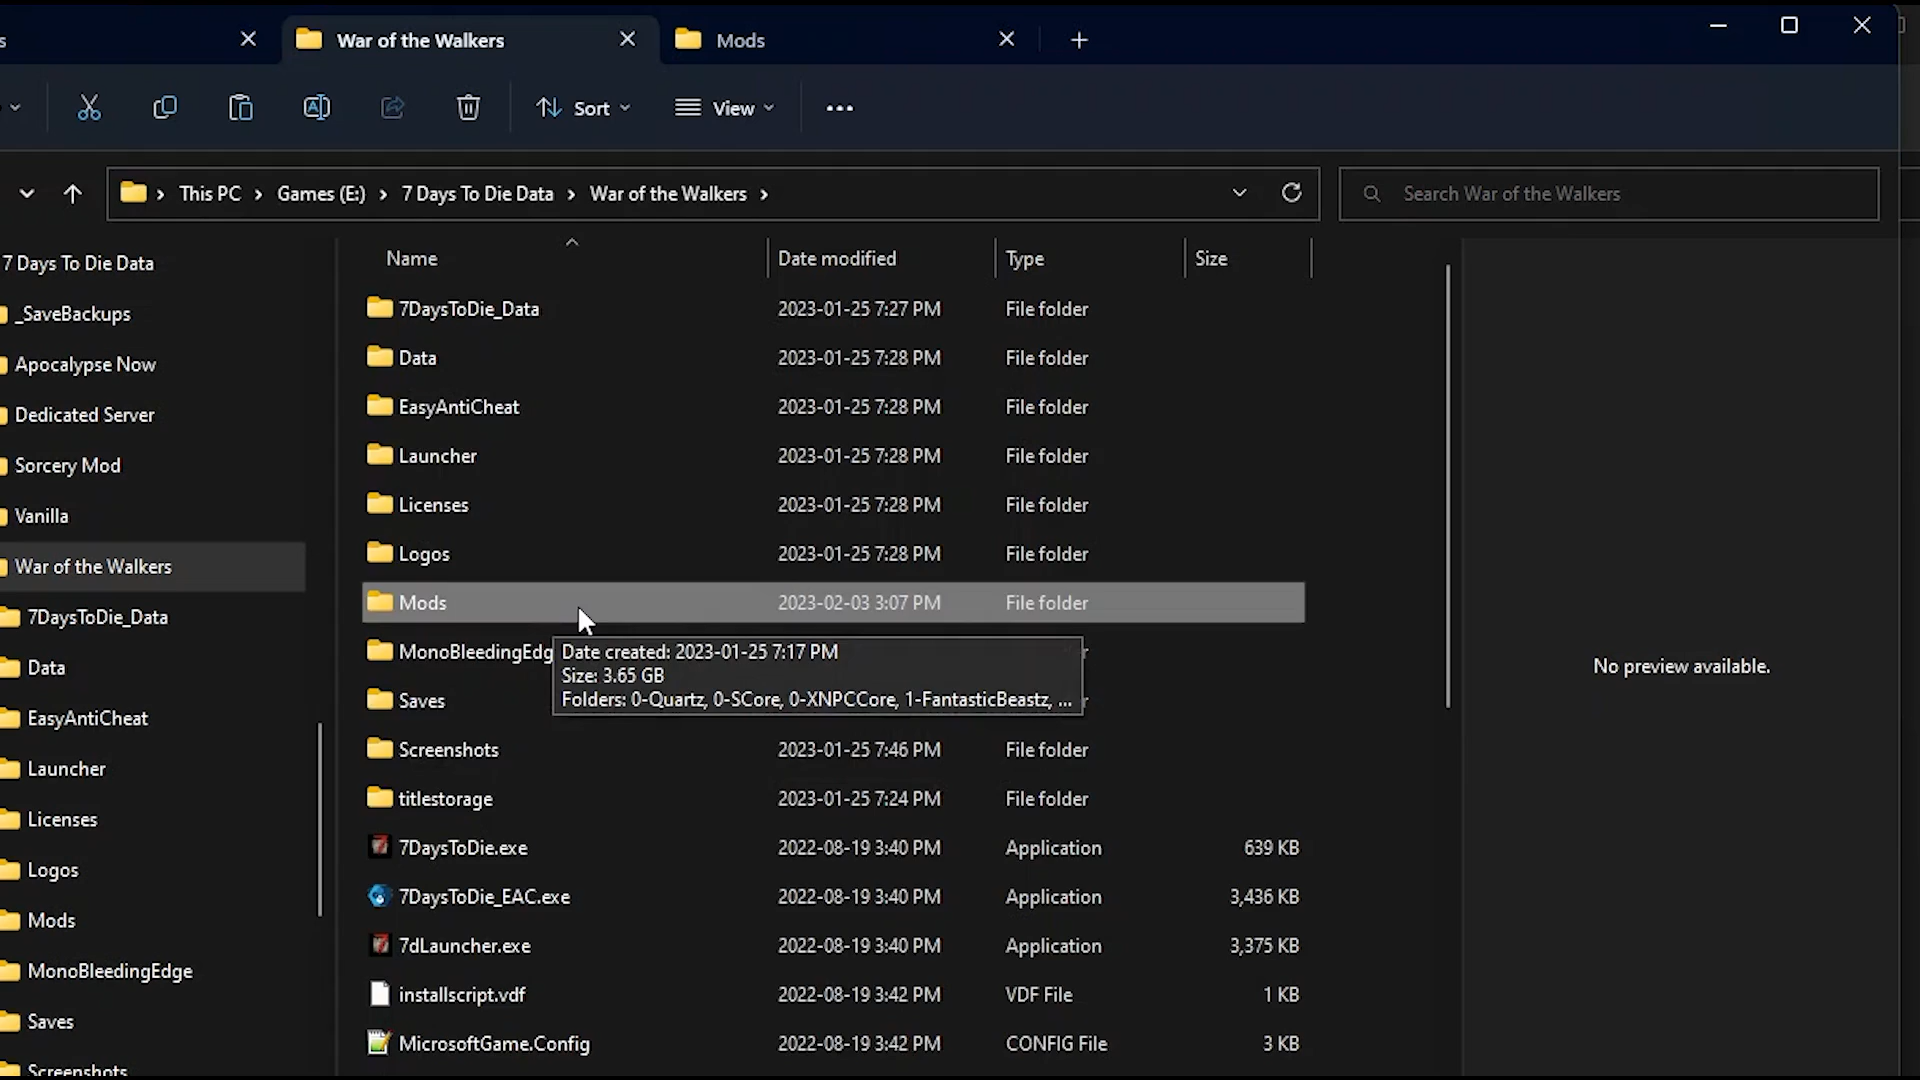 s
War of the Walkers
Mods
Sort
View
This PC > Games (E:) > 7 Days To Die Data > War of the Walkers >
Search War of the Walkers
7 Days To Die Data
_SaveBackups
Apocalypse Now
Dedicated Server
Sorcery Mod
Vanilla
War of the Walkers
7DaysToDie_Data
Data
EasyAntiCheat
Launcher
Licenses
Logos
Mods
MonoBleedingEdge
Saves
Screenshots
Name Date modified Type Size
7DaysToDie_Data 2023-01-25 7:27 PM File folder
Data 2023-01-25 7:28 PM File folder
EasyAntiCheat 2023-01-25 7:28 PM File folder
Launcher 2023-01-25 7:28 PM File folder
Licenses 2023-01-25 7:28 PM File folder
Logos 2023-01-25 7:28 PM File folder
Mods 2023-02-03 3:07 PM File folder
MonoBleedingEdg
Date created: 2023-01-25 7:17 PM
Size: 3.65 GB
Folders: 0-Quartz, 0-SCore, 0-XNPCCore, 1-FantasticBeastz, ...
Saves
Screenshots 2023-01-25 7:46 PM File folder
titlestorage 2023-01-25 7:24 PM File folder
7DaysToDie.exe 2022-08-19 3:40 PM Application 639 KB
7DaysToDie_EAC.exe 2022-08-19 3:40 PM Application 3,436 KB
7dLauncher.exe 2022-08-19 3:40 PM Application 3,375 KB
installscript.vdf 2022-08-19 3:42 PM VDF File 1 KB
MicrosoftGame.Config 2022-08-19 3:42 PM CONFIG File 3 KB
No preview available.